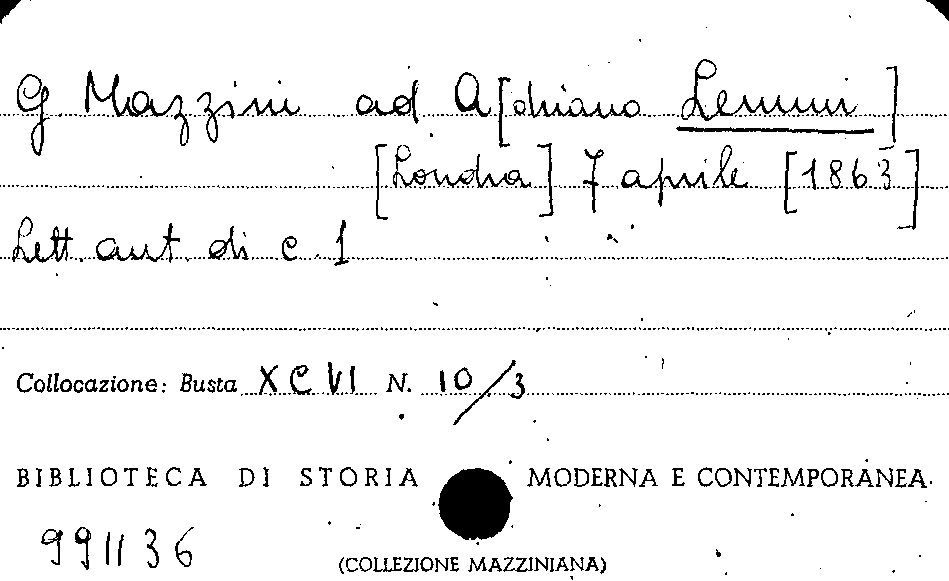 G. Mazzini ad A[driano Lemmi]
[Londra] 7 aprile [1863]
Lett. aut. di c. 1
Collocazione: Busta XCVI N. 10/3
BIBLIOTECA DI STORIA MODERNA E CONTEMPORANEA
991136
(COLLEZIONE MAZZINIANA)